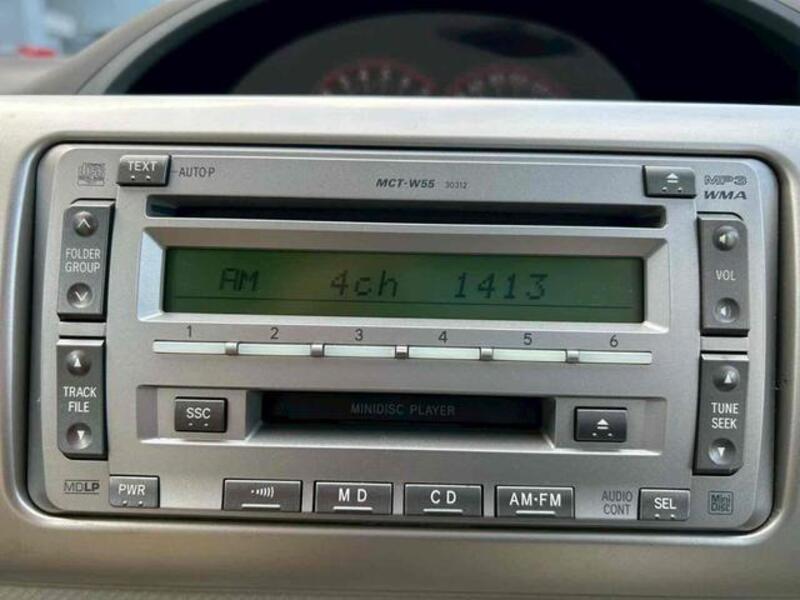 TEXT
AUTO·P
MCT-W55 30312
MP3
WMA
FOLDER
GROUP
AM 4ch 1413
VOL
1 2 3 4 5 6
TRACK
FILE
SSC
MINIDISC PLAYER
TUNE
SEEK
MDLP
PWR
MD
CD
AM·FM
AUDIO
CONT
SEL
Mini
Disc